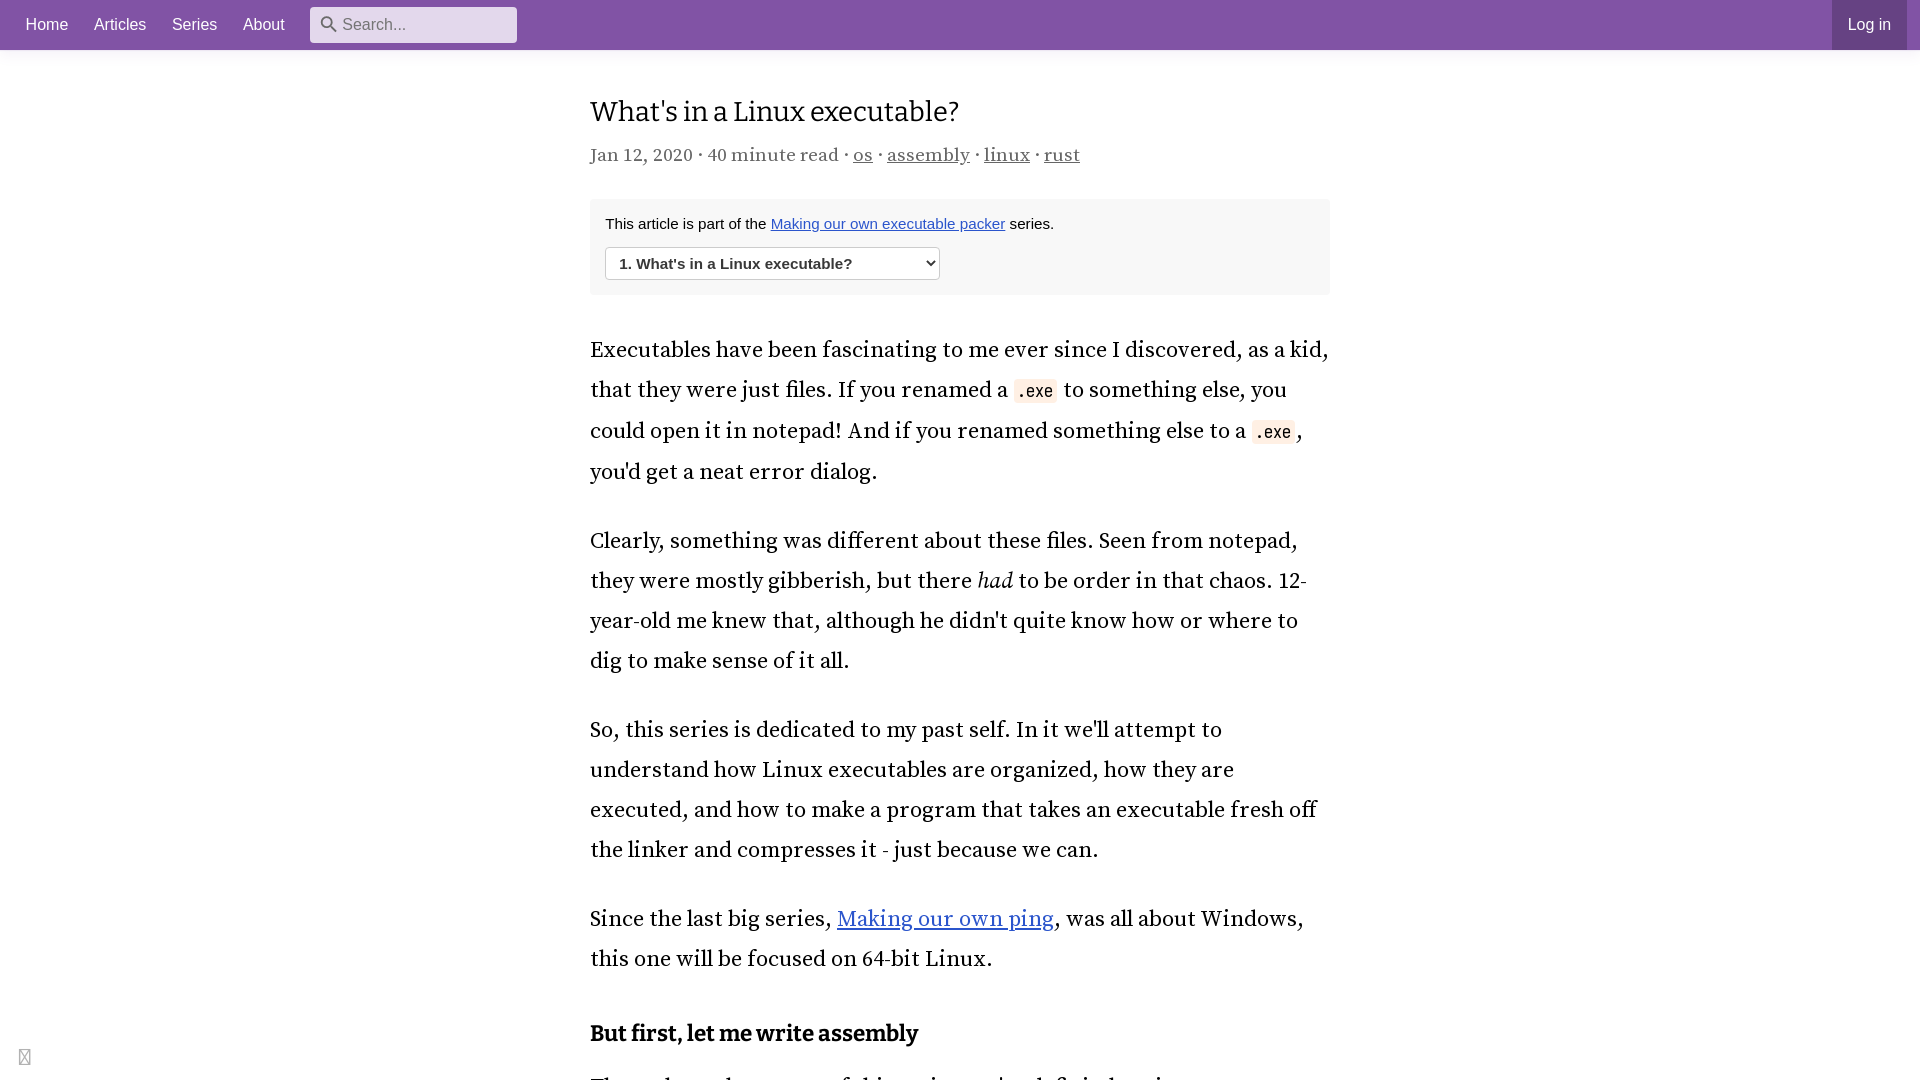 Home Articles Series About Search... Log in
What's in a Linux executable?
Jan 12, 2020 · 40 minute read · os · assembly · linux · rust
This article is part of the Making our own executable packer series.
1. What's in a Linux executable?
Executables have been fascinating to me ever since I discovered, as a kid,
that they were just files. If you renamed a .exe to something else, you
could open it in notepad! And if you renamed something else to a .exe,
you'd get a neat error dialog.
Clearly, something was different about these files. Seen from notepad,
they were mostly gibberish, but there had to be order in that chaos. 12-
year-old me knew that, although he didn't quite know how or where to
dig to make sense of it all.
So, this series is dedicated to my past self. In it we'll attempt to
understand how Linux executables are organized, how they are
executed, and how to make a program that takes an executable fresh off
the linker and compresses it - just because we can.
Since the last big series, Making our own ping, was all about Windows,
this one will be focused on 64-bit Linux.
But first, let me write assembly